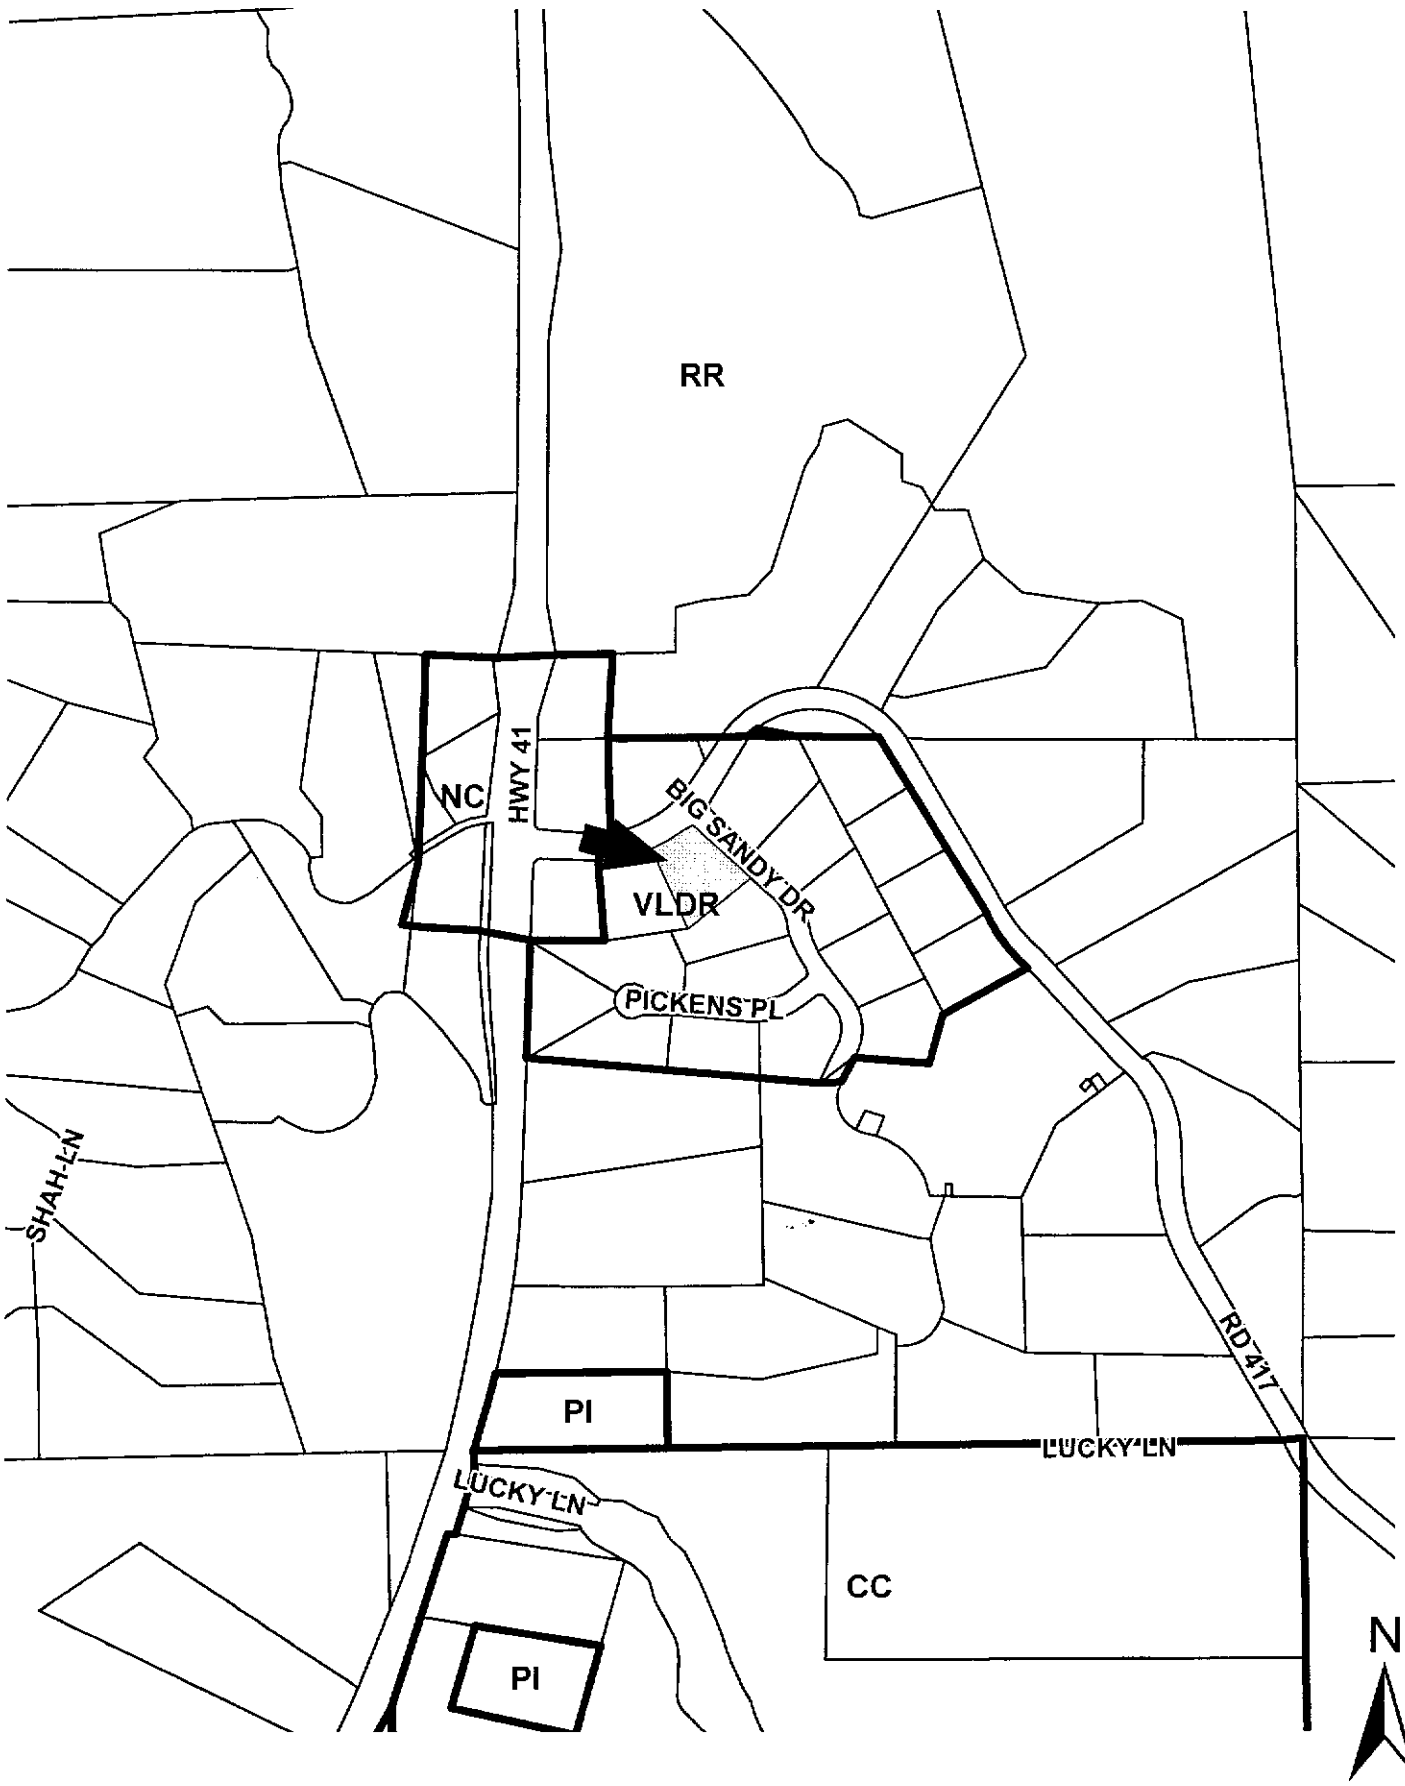 RR
HWY 41
NC
BIG SANDY DR
VLDR
PICKENS PL
SHAH LN
RD 417
PI
LUCKY LN
LUCKY LN
CC
N
PI